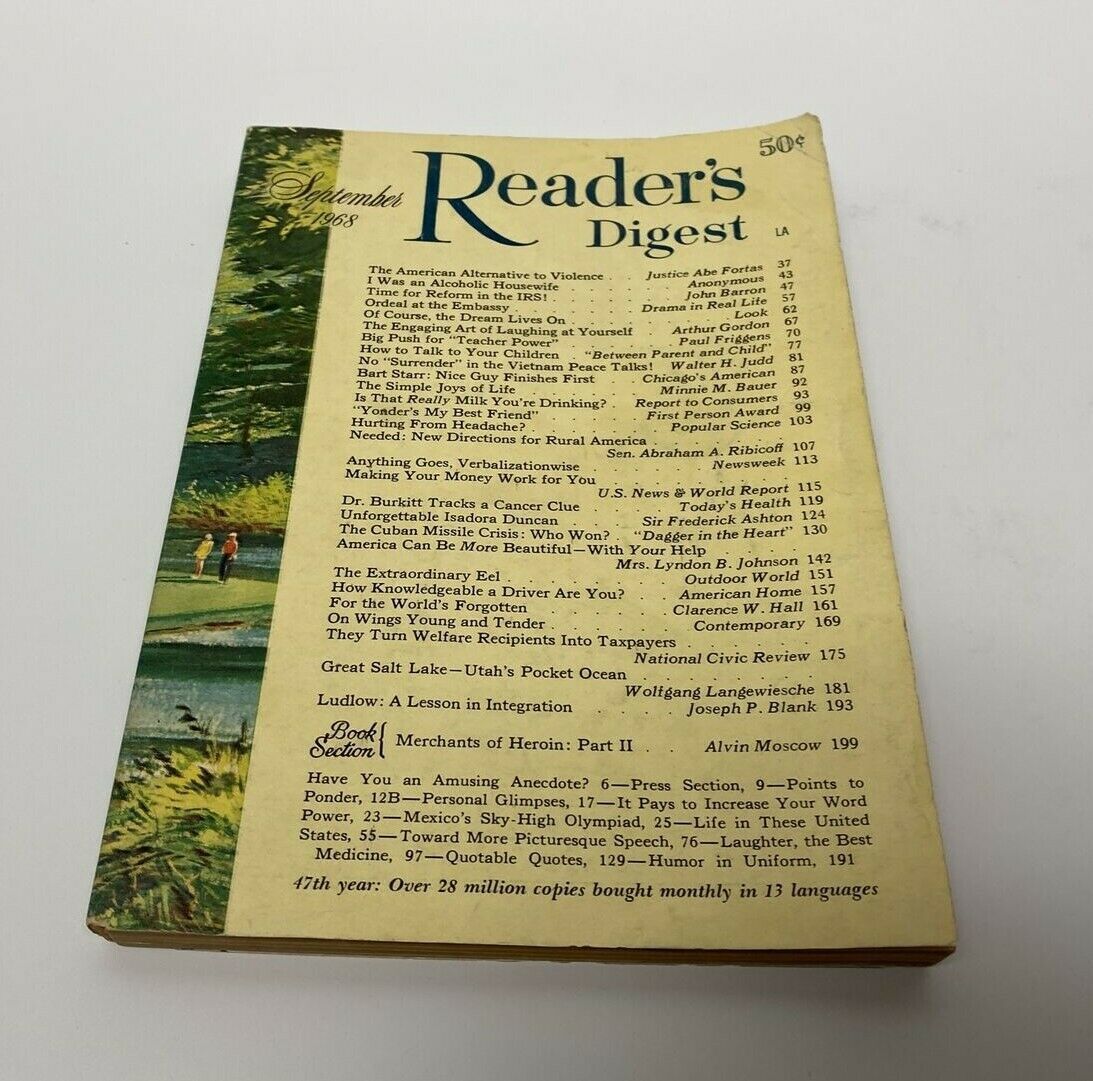 September
1968
50¢
Reader's
Digest
LA
The American Alternative to Violence . . Justice Abe Fortas 37
I Was an Alcoholic Housewife . . . . . . Anonymous 43
Time for Reform in the IRS! . . . . . . John Barron 47
Ordeal at the Embassy . . . . . . Drama in Real Life 57
Of Course, the Dream Lives On . . . . . . Look 62
The Engaging Art of Laughing at Yourself . . Arthur Gordon 67
Big Push for "Teacher Power" . . . . . . Paul Friggens 70
How to Talk to Your Children . "Between Parent and Child" 77
No "Surrender" in the Vietnam Peace Talks! Walter H. Judd 81
Bart Starr: Nice Guy Finishes First . . Chicago's American 87
The Simple Joys of Life . . . . . . Minnie M. Bauer 92
Is That Really Milk You're Drinking? . Report to Consumers 93
"Yonder's My Best Friend" . . . . . . First Person Award 99
Hurting From Headache? . . . . . . Popular Science 103
Needed: New Directions for Rural America . . . . . .
Sen. Abraham A. Ribicoff 107
Anything Goes, Verbalizationwise . . . . . . Newsweek 113
Making Your Money Work for You . . . . . .
U.S. News & World Report 115
Dr. Burkitt Tracks a Cancer Clue . . . . Today's Health 119
Unforgettable Isadora Duncan . . . . Sir Frederick Ashton 124
The Cuban Missile Crisis: Who Won? . "Dagger in the Heart" 130
America Can Be More Beautiful—With Your Help . . . .
Mrs. Lyndon B. Johnson 142
The Extraordinary Eel . . . . . . Outdoor World 151
How Knowledgeable a Driver Are You? . . American Home 157
For the World's Forgotten . . . . . . Clarence W. Hall 161
On Wings Young and Tender . . . . . . Contemporary 169
They Turn Welfare Recipients Into Taxpayers . . . . . .
National Civic Review 175
Great Salt Lake—Utah's Pocket Ocean . . . . . . . .
Wolfgang Langewiesche 181
Ludlow: A Lesson in Integration . . . . Joseph P. Blank 193
Book
Section { Merchants of Heroin: Part II . . Alvin Moscow 199
Have You an Amusing Anecdote? 6—Press Section, 9—Points to
Ponder, 12B—Personal Glimpses, 17—It Pays to Increase Your Word
Power, 23—Mexico's Sky-High Olympiad, 25—Life in These United
States, 55—Toward More Picturesque Speech, 76—Laughter, the Best
Medicine, 97—Quotable Quotes, 129—Humor in Uniform, 191
47th year: Over 28 million copies bought monthly in 13 languages